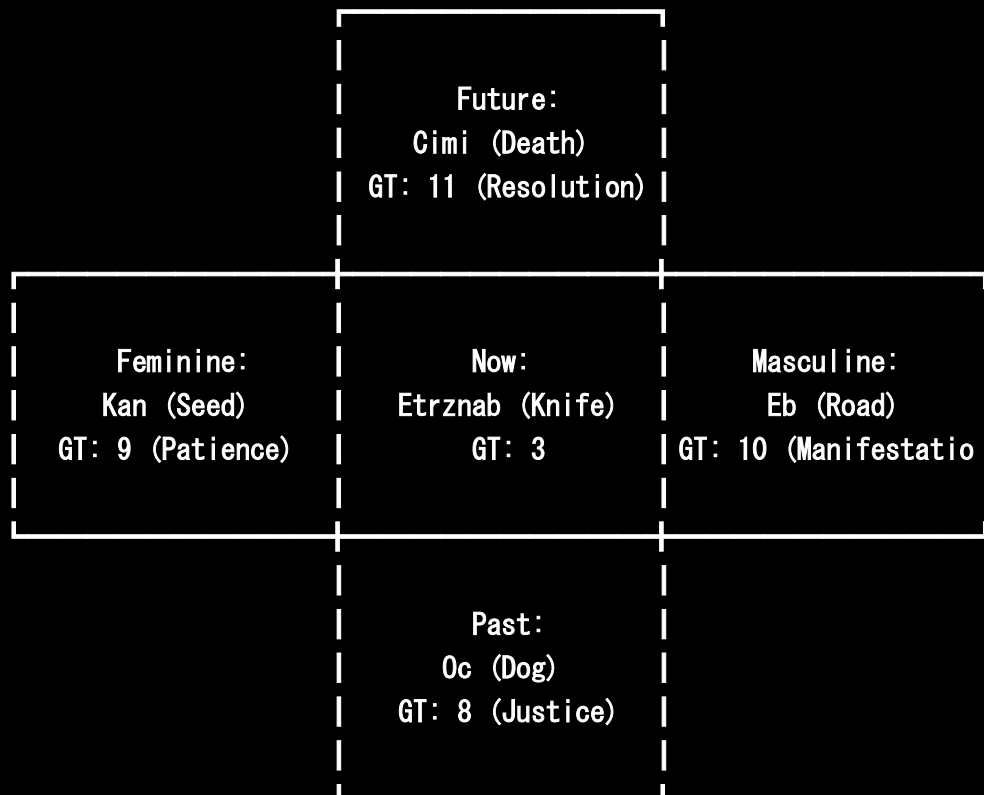 Future:
Cimi (Death)
GT: 11 (Resolution)
Feminine:
Kan (Seed)
GT: 9 (Patience)
Now:
Etrznab (Knife)
GT: 3
Masculine:
Eb (Road)
GT: 10 (Manifestatio
Past:
Oc (Dog)
GT: 8 (Justice)